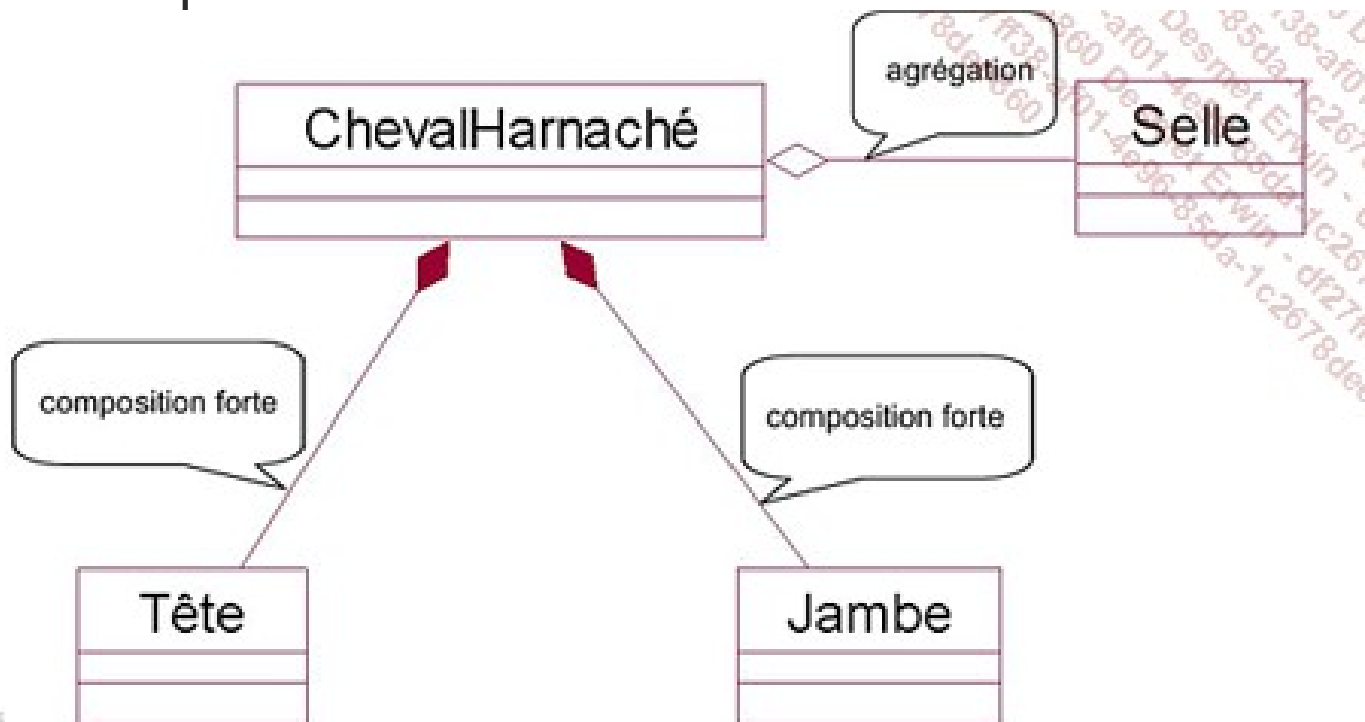 agrégation
ChevalHarnaché
Selle
composition forte
composition forte
Tête
Jambe